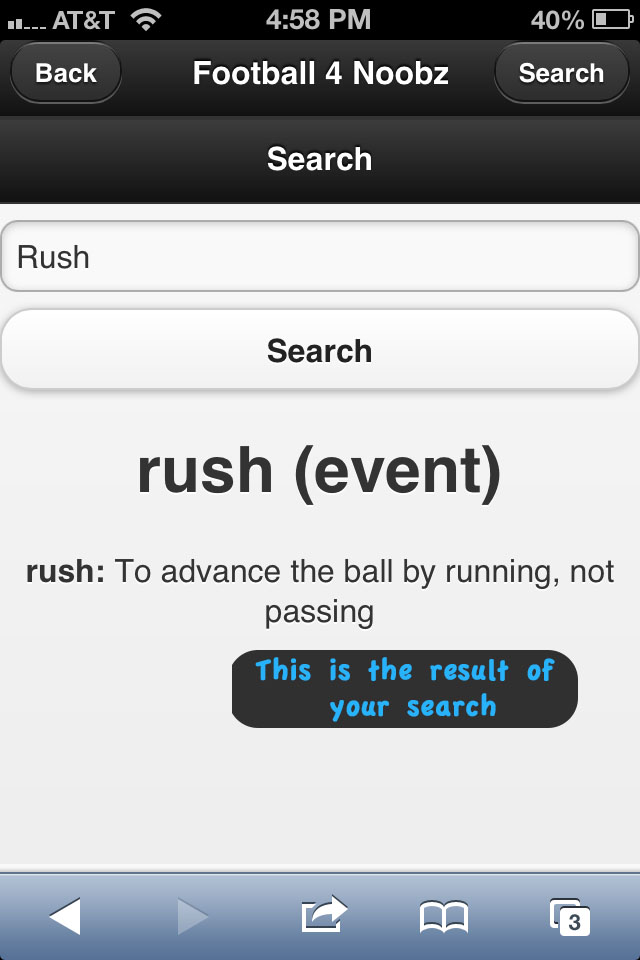 AT&T 4:58 PM 40%
Back Football 4 Noobz Search
Search
Rush
Search
rush (event)
rush: To advance the ball by running, not
passing
This is the result of
your search
3